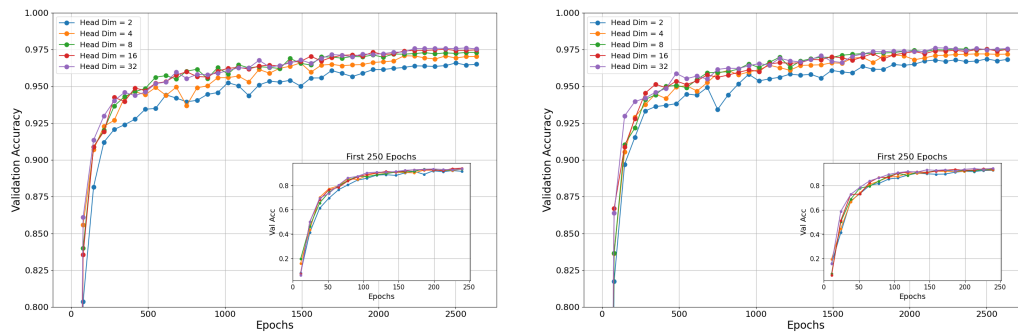 1.000
0.975
0.950
0.925
0.900
0.875
0.850
0.825
0.800
Validation Accuracy
Head Dim = 2
Head Dim = 4
Head Dim = 8
Head Dim = 16
Head Dim = 32
First 250 Epochs
0.8
0.6
0.4
0.2
Val Acc
0 50 100 150 200 250
Epochs
0 500 1000 1500 2000 2500
Epochs
1.000
0.975
0.950
0.925
0.900
0.875
0.850
0.825
0.800
Validation Accuracy
Head Dim = 2
Head Dim = 4
Head Dim = 8
Head Dim = 16
Head Dim = 32
First 250 Epochs
0.8
0.6
0.4
0.2
Val Acc
0 50 100 150 200 250
Epochs
0 500 1000 1500 2000 2500
Epochs